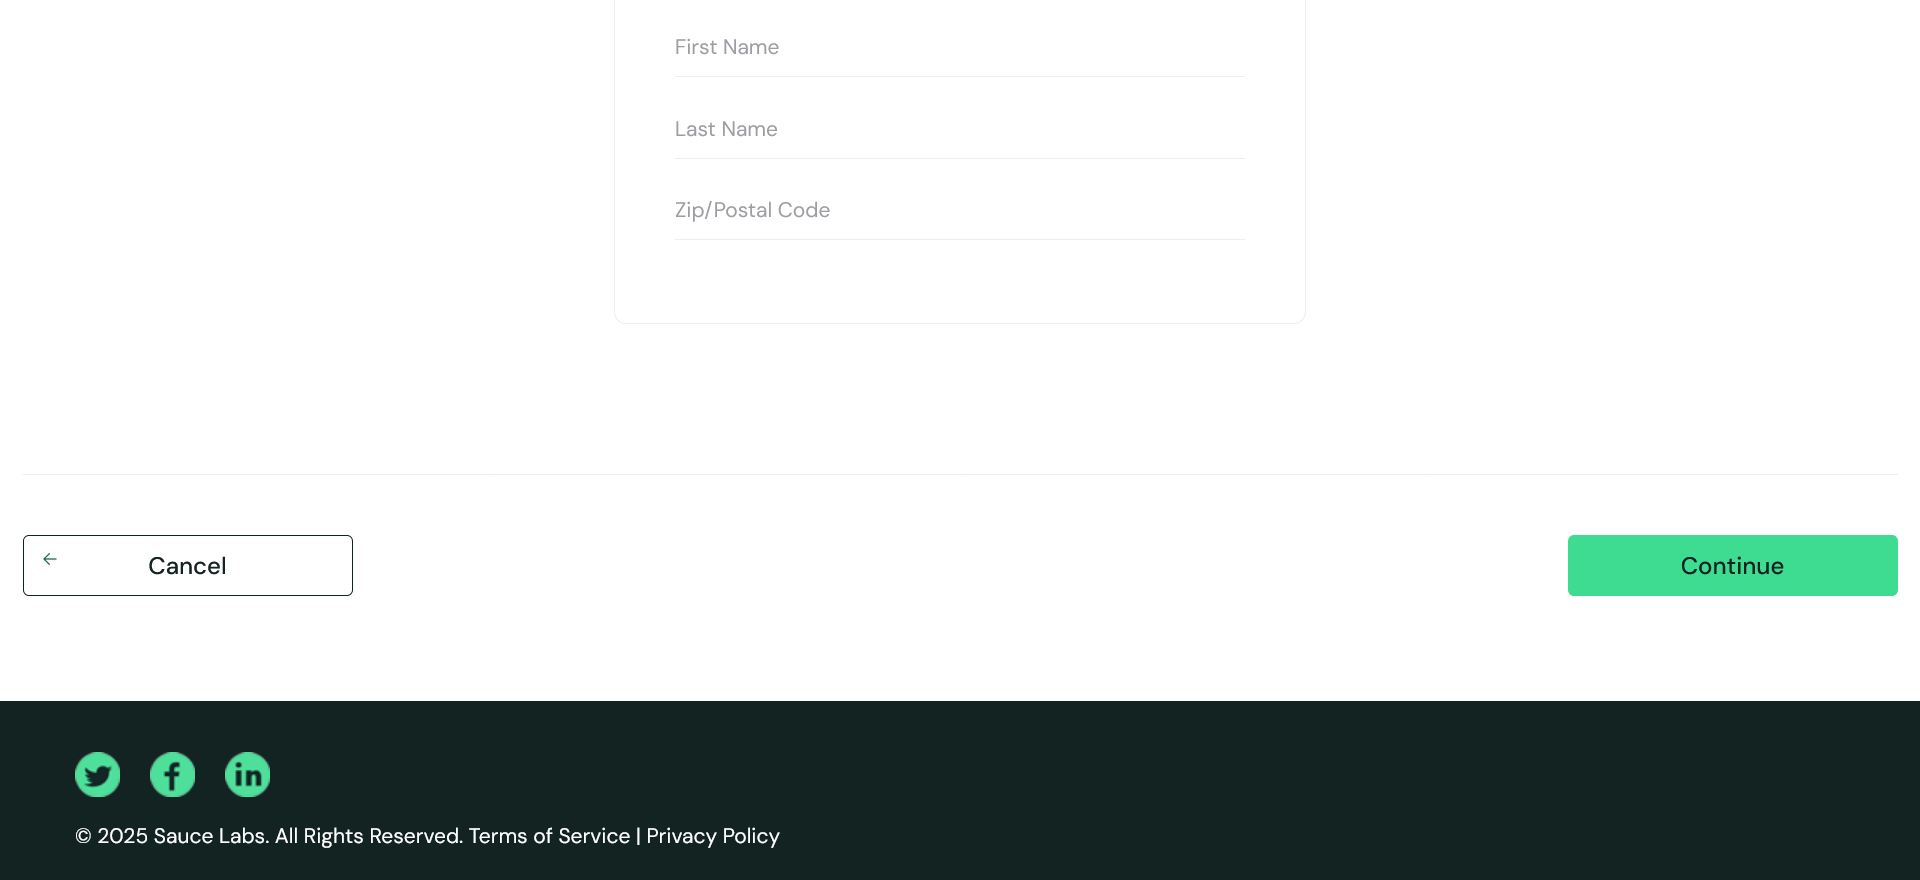 First Name
Last Name
Zip/Postal Code
Cancel
Continue
© 2025 Sauce Labs. All Rights Reserved. Terms of Service | Privacy Policy